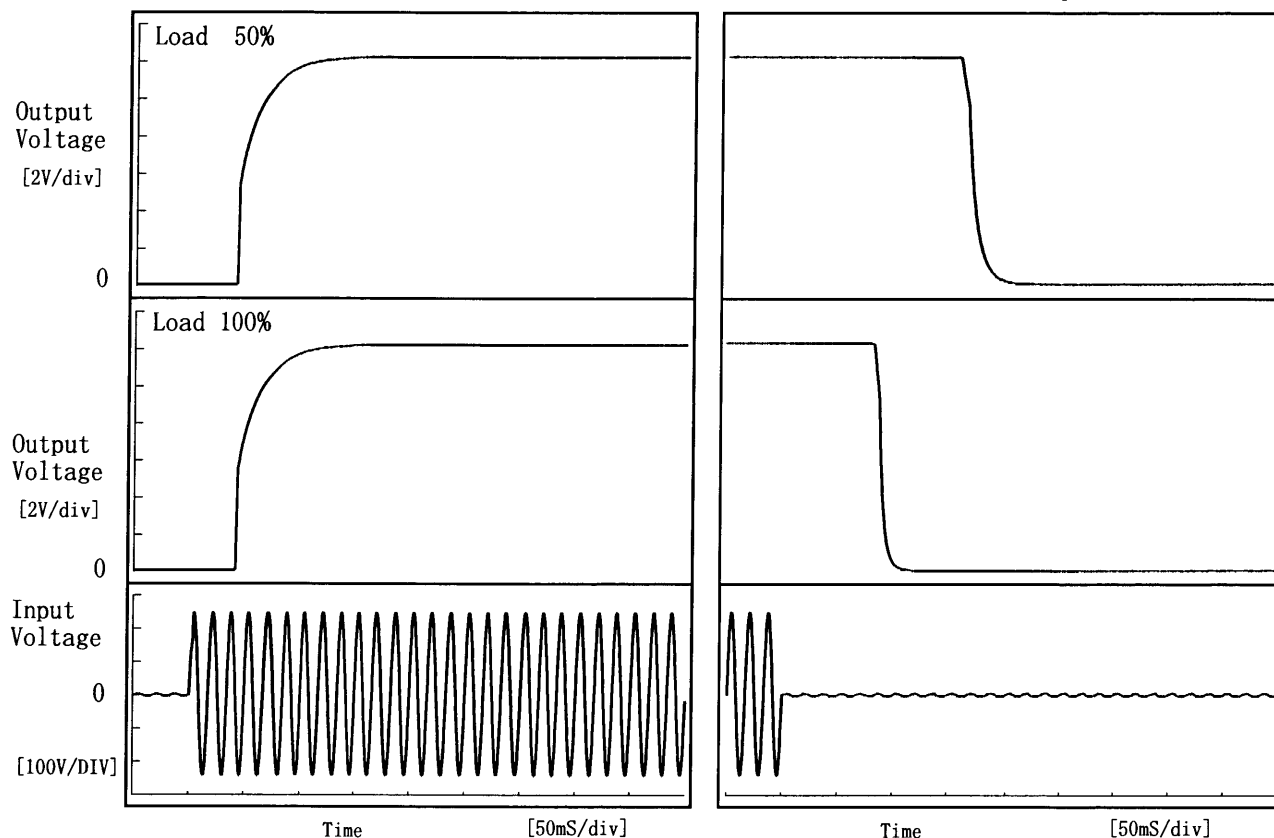 Load 50%
Output
Voltage
[2V/div]
0
Load 100%
Output
Voltage
[2V/div]
0
Input
Voltage
0
[100V/DIV]
Time [50mS/div]
Time [50mS/div]